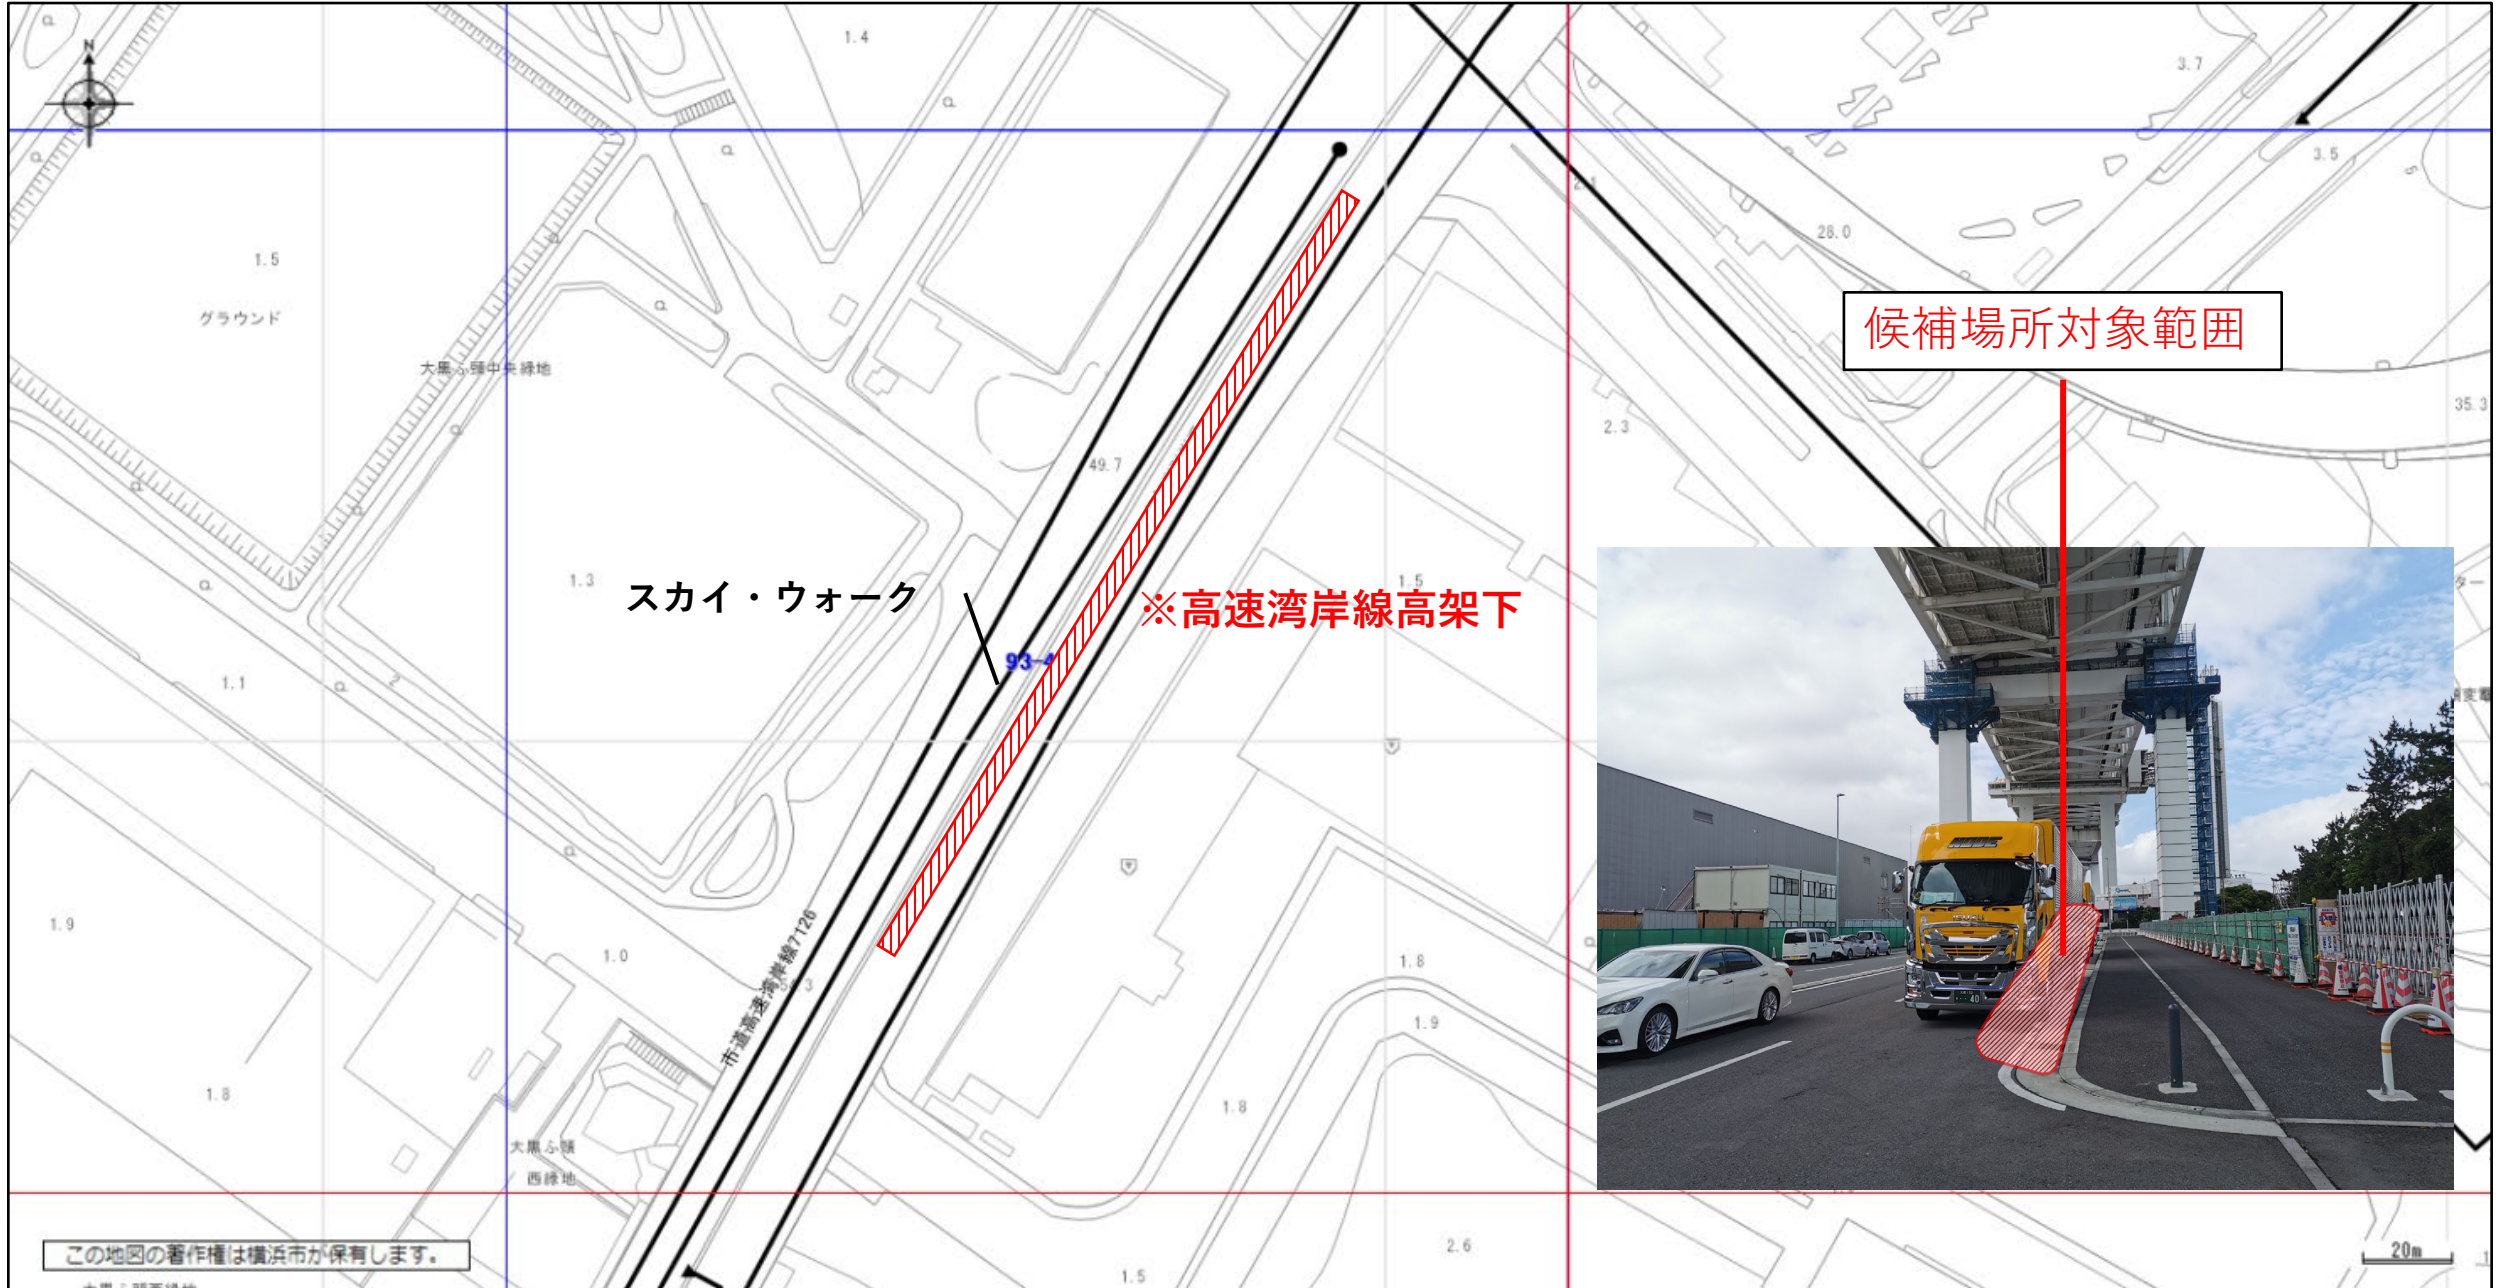 N
1.4
3.7
3.5
2.1
28.0
1.5
グラウンド
候補場所対象範囲
大黒ふ頭中央緑地
35.3
2.3
49.7
1.3
スカイ・ウォーク
1.5
※高速湾岸線高架下
93-4
1.1
1.9
1.0
市道高速湾岸線7126
1.8
1.9
1.8
1.8
40
大黒ふ頭
西緑地
この地図の著作権は横浜市が保有します。
2.6
20m
1.5